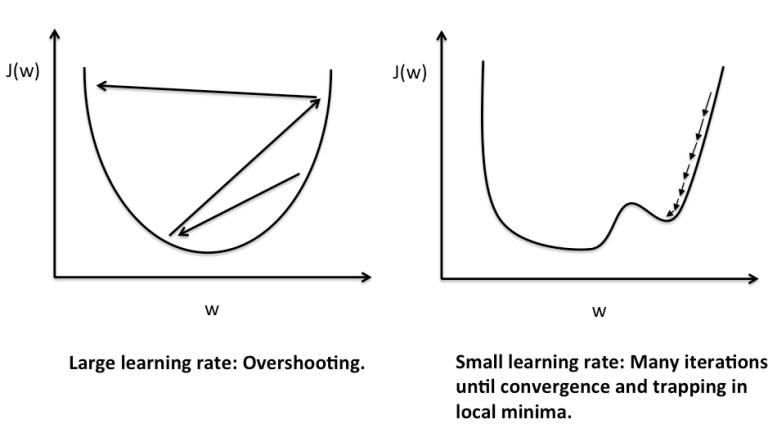 J(w)
w
Large learning rate: Overshooting.
J(w)
w
Small learning rate: Many iterations
until convergence and trapping in
local minima.